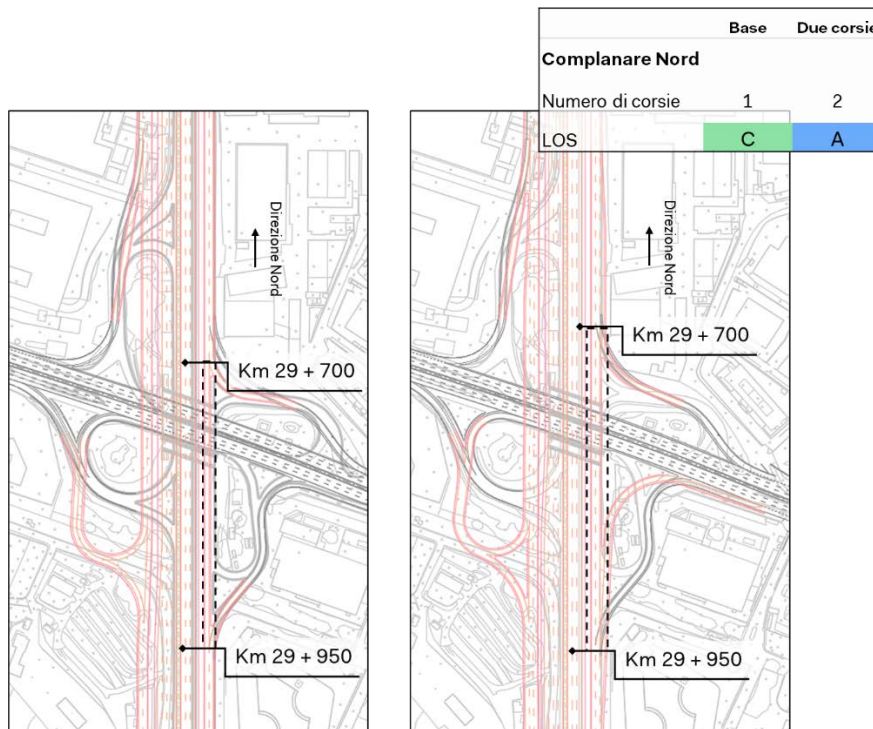 Base Due corsie
Complanare Nord
Numero di corsie 1 2
LOS C A
Direzione Nord
Km 29 + 700
Km 29 + 950
Direzione Nord
Km 29 + 700
Km 29 + 950